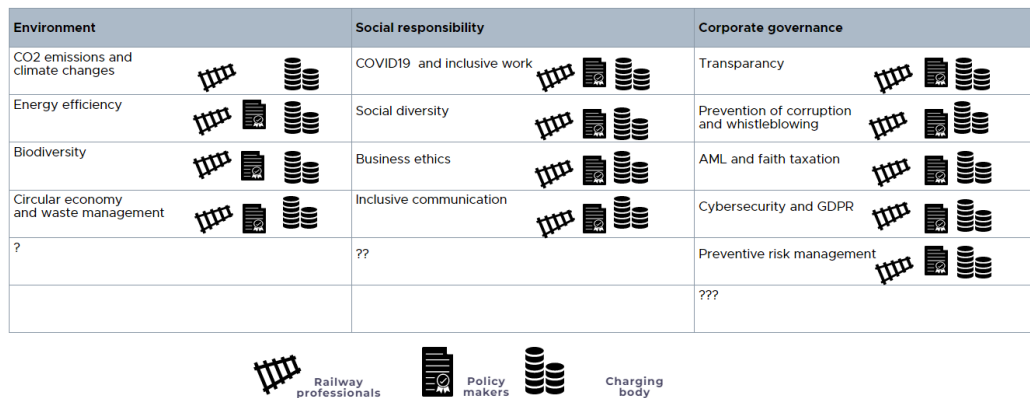 Environment
Social responsibility
Corporate governance
CO2 emissions and
climate changes
COVID19 and inclusive work
Transparancy
Energy efficiency
Social diversity
Prevention of corruption
and whistleblowing
Biodiversity
Business ethics
AML and faith taxation
Circular economy
and waste management
Inclusive communication
Cybersecurity and GDPR
?
??
Preventive risk management
???
Railway
professionals
Policy
makers
Charging
body